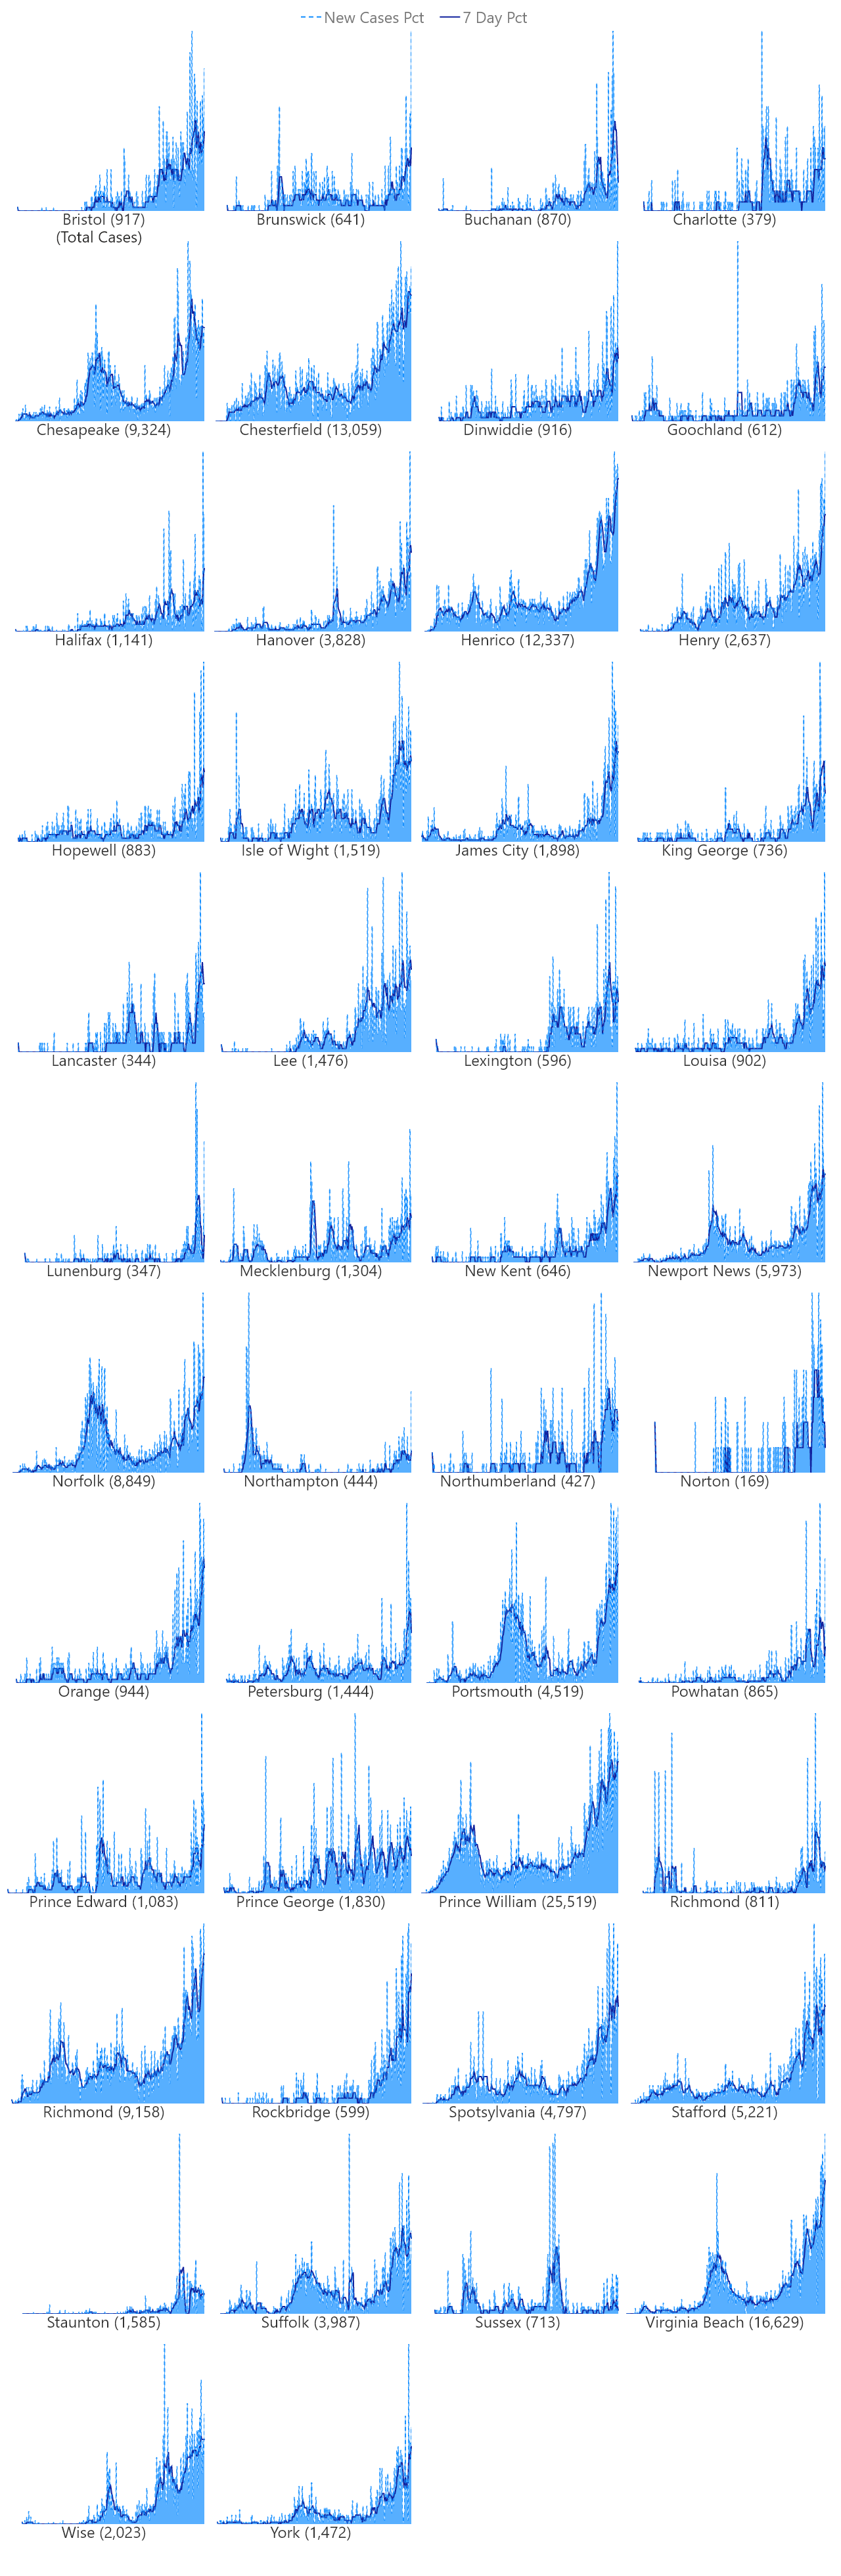 New Cases Pct 7 Day Pct
Bristol (917) Brunswick (641) Buchanan (870) Charlotte (379)
(Total Cases)
Chesapeake (9,324) Chesterfield (13,059) Dinwiddie (916) Goochland (612)
Halifax (1,141) Hanover (3,828) Henrico (12,337) Henry (2,637)
Hopewell (883) Isle of Wight (1,519) James City (1,898) King George (736)
Lancaster (344) Lee (1,476) Lexington (596) Louisa (902)
Lunenburg (347) Mecklenburg (1,304) New Kent (646) Newport News (5,973)
Norfolk (8,849) Northampton (444) Northumberland (427) Norton (169)
Orange (944) Petersburg (1,444) Portsmouth (4,519) Powhatan (865)
Prince Edward (1,083) Prince George (1,830) Prince William (25,519) Richmond (811)
Richmond (9,158) Rockbridge (599) Spotsylvania (4,797) Stafford (5,221)
Staunton (1,585) Suffolk (3,987) Sussex (713) Virginia Beach (16,629)
Wise (2,023) York (1,472)